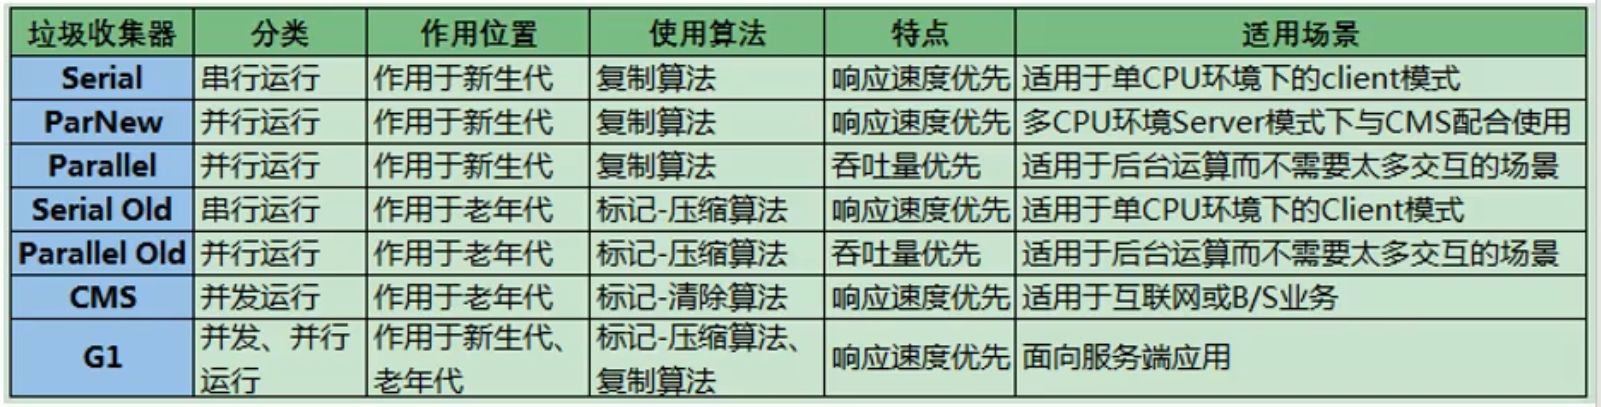 垃圾收集器 分类 作用位置 使用算法 特点 适用场景
Serial 串行运行 作用于新生代 复制算法 响应速度优先 适用于单CPU环境下的client模式
ParNew 并行运行 作用于新生代 复制算法 响应速度优先 多CPU环境Server模式下与CMS配合使用
Parallel 并行运行 作用于新生代 复制算法 吞吐量优先 适用于后台运算而不需要太多交互的场景
Serial Old 串行运行 作用于老年代 标记-压缩算法 响应速度优先 适用于单CPU环境下的Client模式
Parallel Old 并行运行 作用于老年代 标记-压缩算法 吞吐量优先 适用于后台运算而不需要太多交互的场景
CMS 并发运行 作用于老年代 标记-清除算法 响应速度优先 适用于互联网或B/S业务
并发、并行 作用于新生代、 标记-压缩算法、
G1 响应速度优先 面向服务端应用
运行 老年代 复制算法